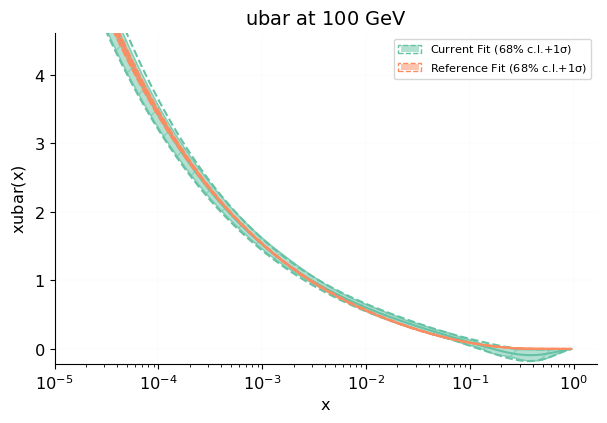 ubar at 100 GeV
Current Fit (68% c.l.+1σ)
Reference Fit (68% c.l.+1σ)
xubar(x)
4
3
2
1
0
10⁻⁵ 10⁻⁴ 10⁻³ 10⁻² 10⁻¹ 10⁰
x